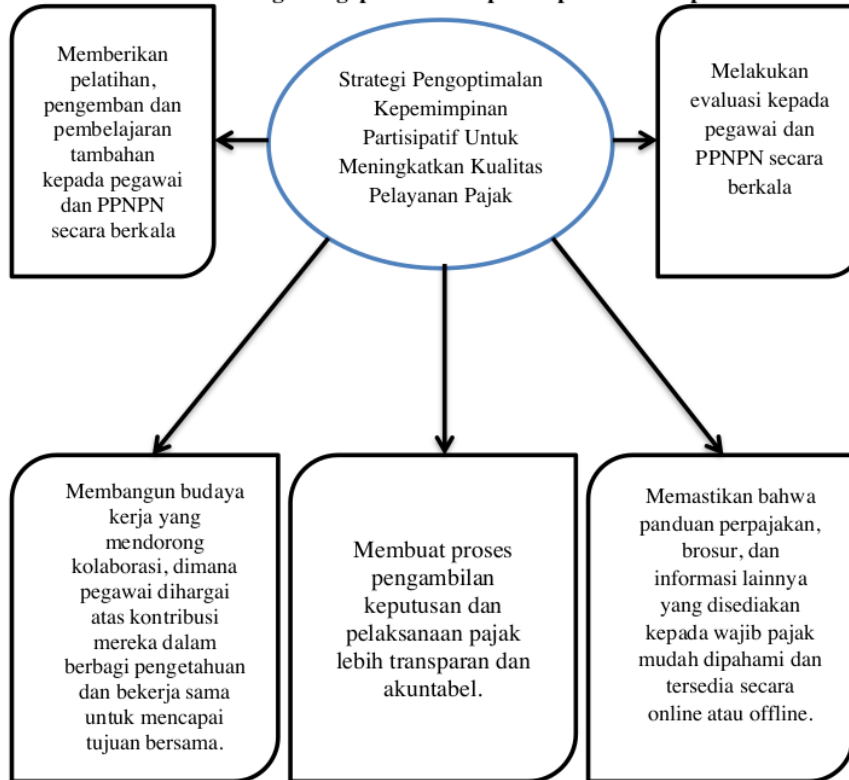 Memberikan
pelatihan,
pengemban dan
pembelajaran
tambahan
kepada pegawai
dan PPNPN
secara berkala
Strategi Pengoptimalan
Kepemimpinan
Partisipatif Untuk
Meningkatkan Kualitas
Pelayanan Pajak
Melakukan
evaluasi kepada
pegawai dan
PPNPN secara
berkala
Membangun budaya
kerja yang
mendorong
kolaborasi, dimana
pegawai dihargai
atas kontribusi
mereka dalam
berbagi pengetahuan
dan bekerja sama
untuk mencapai
tujuan bersama.
Membuat proses
pengambilan
keputusan dan
pelaksanaan pajak
lebih transparan dan
akuntabel.
Memastikan bahwa
panduan perpajakan,
brosur, dan
informasi lainnya
yang disediakan
kepada wajib pajak
mudah dipahami dan
tersedia secara
online atau offline.